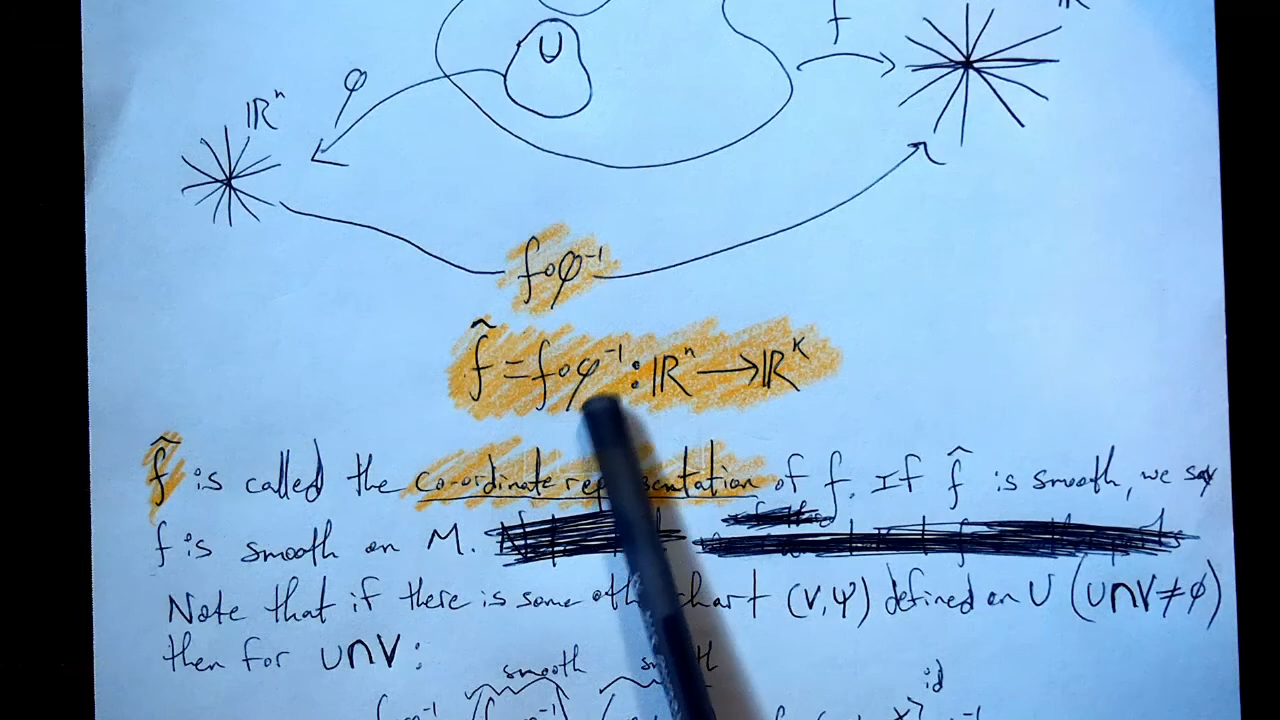 U
f
φ
ℝⁿ
f∘φ⁻¹
f̂ = f∘φ⁻¹ : ℝⁿ → ℝᴷ
f̂ is called the co-ordinate representation of f. If f̂ is smooth, we say
f is smooth on M.
Note that if there is some other chart (V,ψ) defined on U (U∩V≠φ)
then for U∩V:
smooth
id